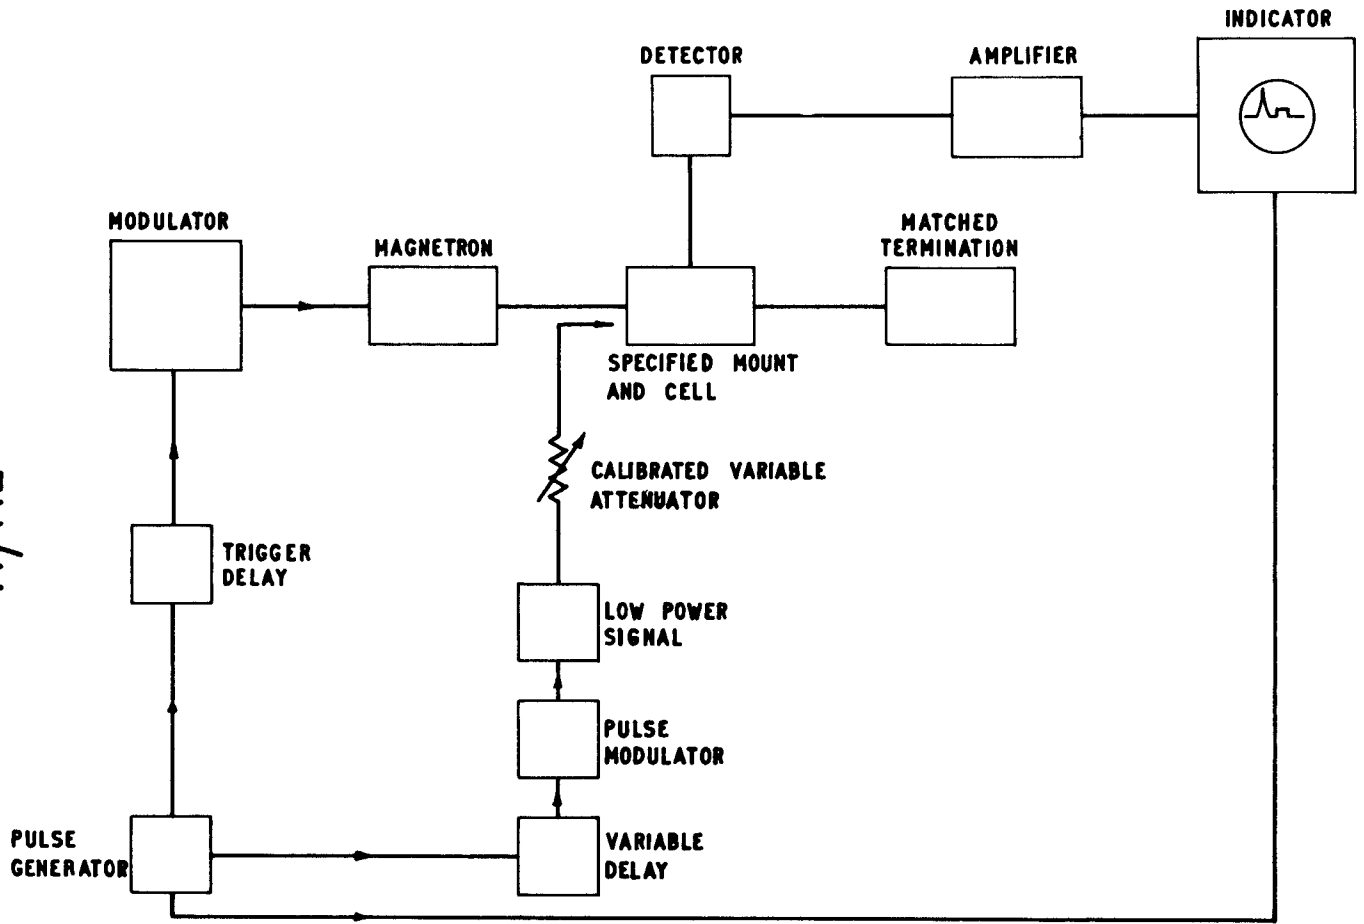 INDICATOR
DETECTOR
AMPLIFIER
MODULATOR
MAGNETRON
MATCHED
TERMINATION
SPECIFIED MOUNT
AND CELL
CALIBRATED VARIABLE
ATTENUATOR
TRIGGER
DELAY
LOW POWER
SIGNAL
PULSE
MODULATOR
PULSE
GENERATOR
VARIABLE
DELAY